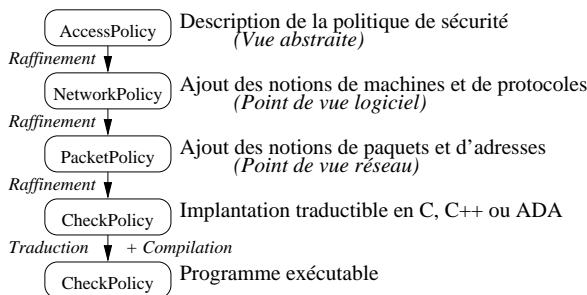 AccessPolicy
Description de la politique de sécurité
(Vue abstraite)
Raffinement
NetworkPolicy
Ajout des notions de machines et de protocoles
(Point de vue logiciel)
Raffinement
PacketPolicy
Ajout des notions de paquets et d'adresses
(Point de vue réseau)
Raffinement
CheckPolicy
Implantation traductible en C, C++ ou ADA
Traduction + Compilation
CheckPolicy
Programme exécutable